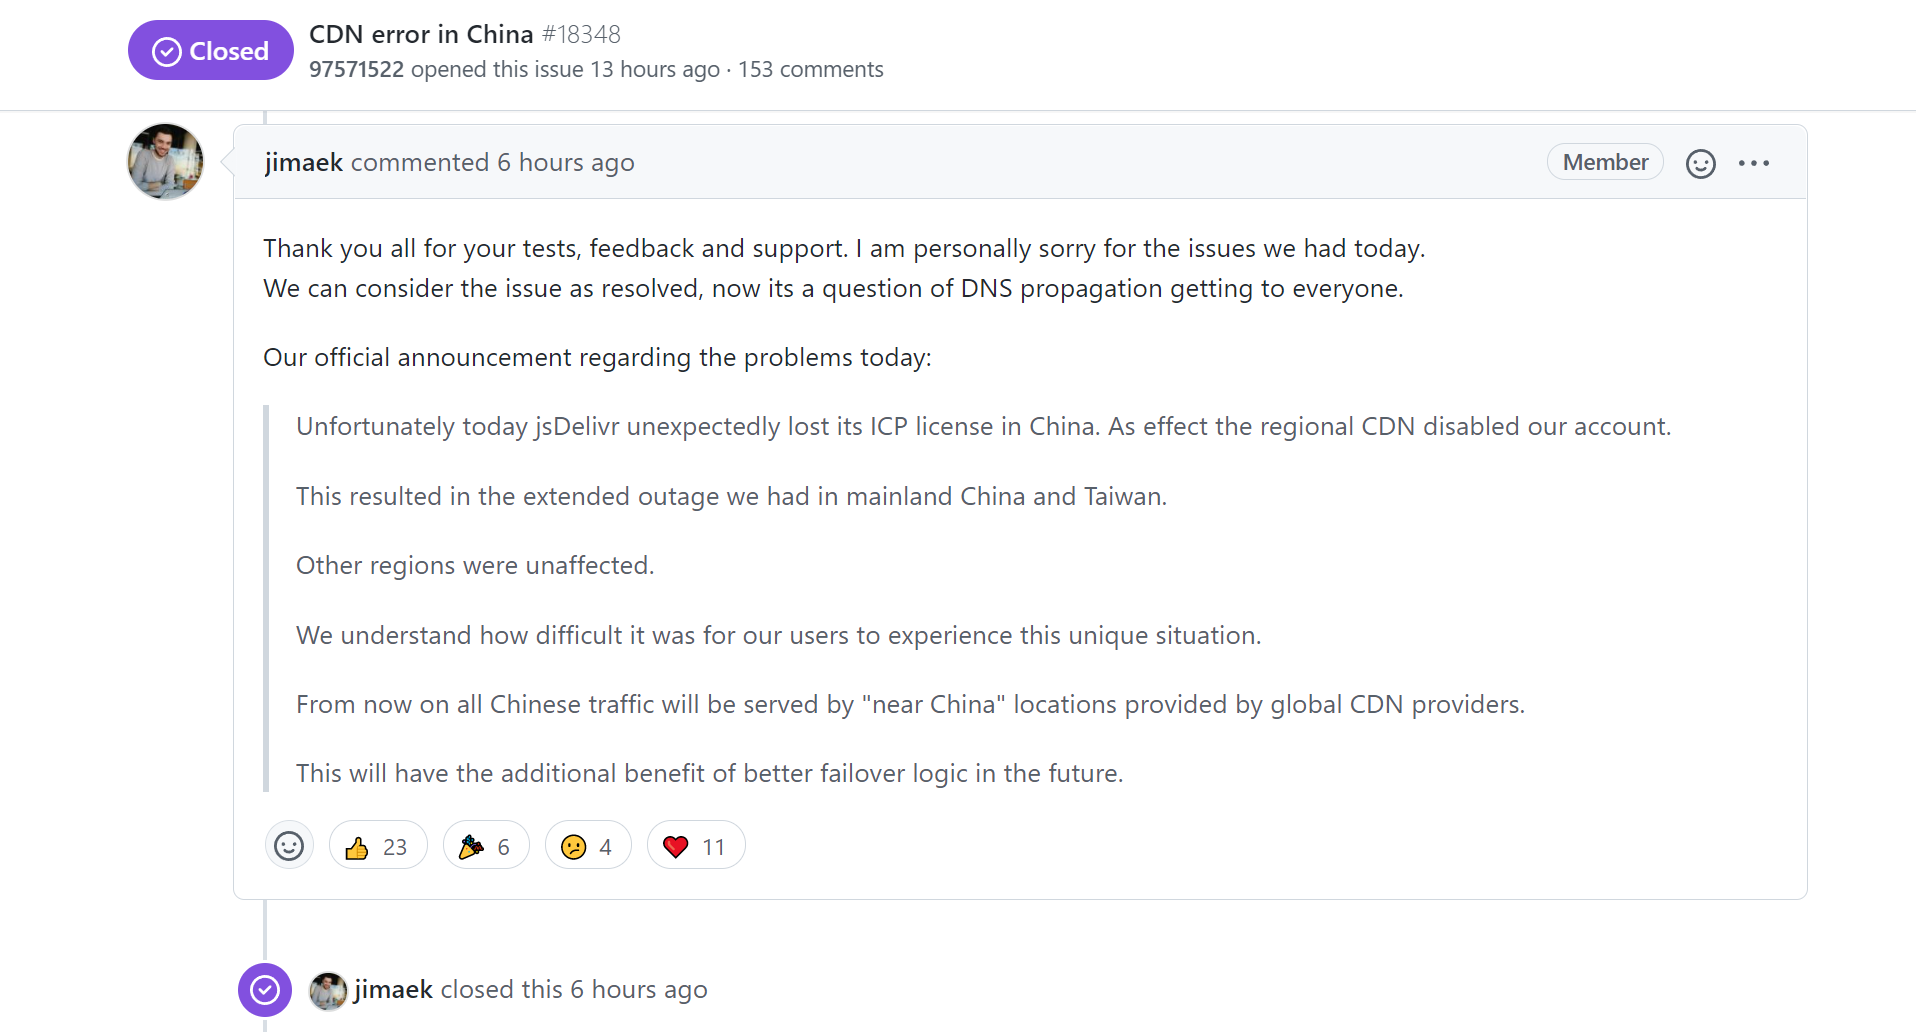 Closed
CDN error in China #18348
97571522 opened this issue 13 hours ago · 153 comments
jimaek commented 6 hours ago
Member
Thank you all for your tests, feedback and support. I am personally sorry for the issues we had today.
We can consider the issue as resolved, now its a question of DNS propagation getting to everyone.
Our official announcement regarding the problems today:
Unfortunately today jsDelivr unexpectedly lost its ICP license in China. As effect the regional CDN disabled our account.
This resulted in the extended outage we had in mainland China and Taiwan.
Other regions were unaffected.
We understand how difficult it was for our users to experience this unique situation.
From now on all Chinese traffic will be served by "near China" locations provided by global CDN providers.
This will have the additional benefit of better failover logic in the future.
👍 23 🎉 6 😕 4 ❤️ 11
jimaek closed this 6 hours ago